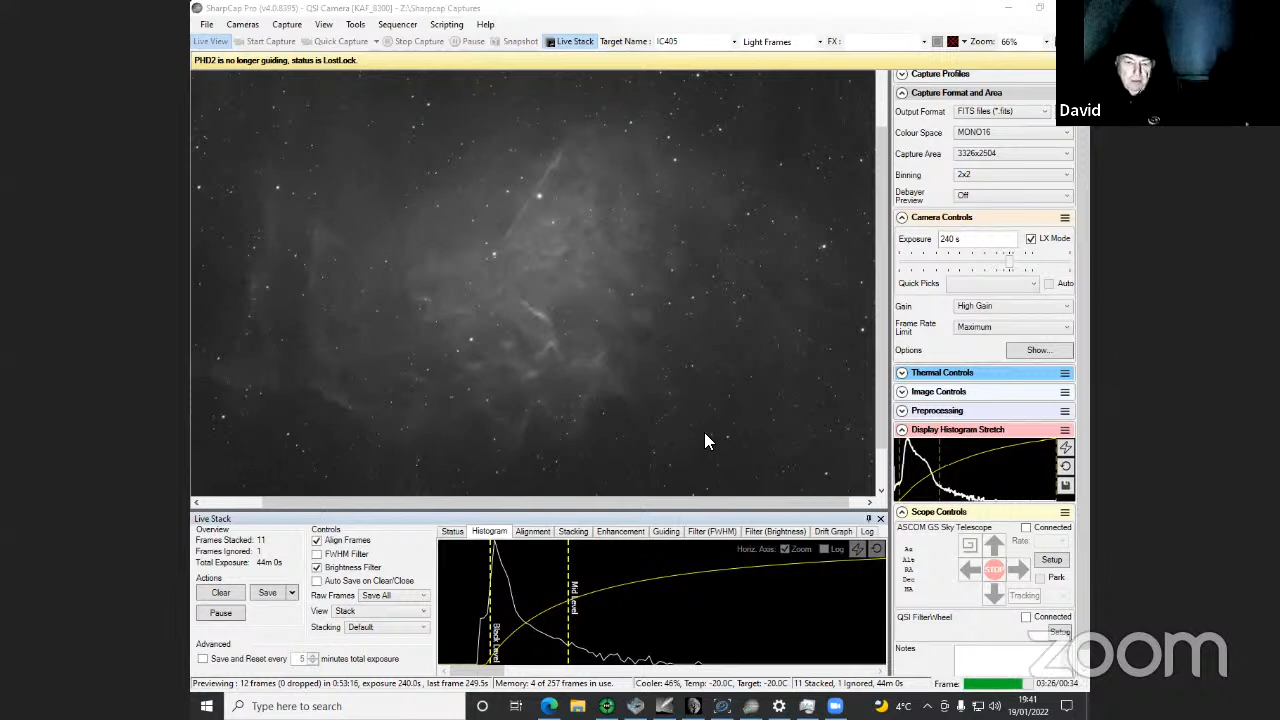 SharpCap Pro (v4.0.8395) - QSI Camera [KAF_8300] - Z:\Sharpcap Captures
File Cameras Capture View Tools Sequencer Scripting Help
Live View Start Capture Quick Capture Stop Capture Pause Snapshot Live Stack Target Name : IC405 Light Frames FX : Zoom: 66%
PHD2 is no longer guiding, status is LostLock.
David
Capture Profiles
Capture Format and Area
Output Format FITS files (*.fits)
Colour Space MONO16
Capture Area 3326x2504
Binning 2x2
Debayer Preview Off
Camera Controls
Exposure 240 s LX Mode
Quick Picks Auto
Gain High Gain
Frame Rate Limit Maximum
Options Show...
Thermal Controls
Image Controls
Preprocessing
Display Histogram Stretch
Scope Controls
ASCOM GS Sky Telescope Connected
Rate:
Az
Alt
RA
Dec
HA
STOP
Setup
Park
Tracking
QSI FilterWheel Connected
Setup
Notes
Live Stack
Overview
Frames Stacked: 11
Frames Ignored: 1
Total Exposure: 44m 0s
Actions
Clear Save
Pause
Advanced
Save and Reset every 5 minutes total exposure
Controls
Align Frames
FWHM Filter
Brightness Filter
Auto Save on Clear/Close
Raw Frames Save All
View Stack
Stacking Default
Status Histogram Alignment Stacking Enhancement Guiding Filter (FWHM) Filter (Brightness) Drift Graph Log
Horiz. Axis: Zoom Log
Black Level
Mid Level
Previewing : 12 frames (0 dropped) in 0:53:16, exposure 240.0s , last frame 249.5s Memory: 4 of 257 frames in use. Cooler: 46%, Temp: -20.0C, Target: -20.0C 11 Stacked, 1 Ignored, 44m 0s Frame: 03:26/00:34
zoom
Type here to search
4°C
19:41
19/01/2022